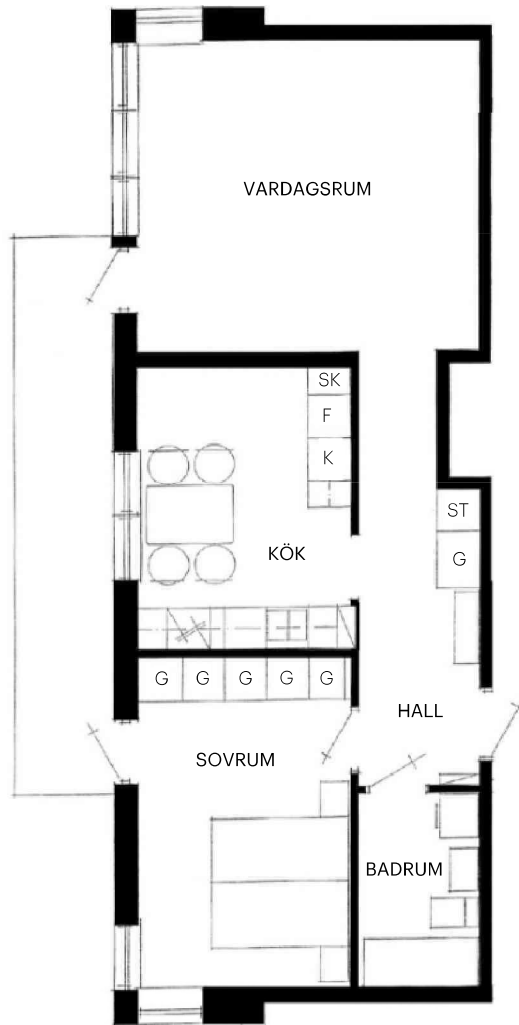 VARDAGSRUM
SK
F
K
ST
KÖK
G
G G G G G
HALL
SOVRUM
BADRUM